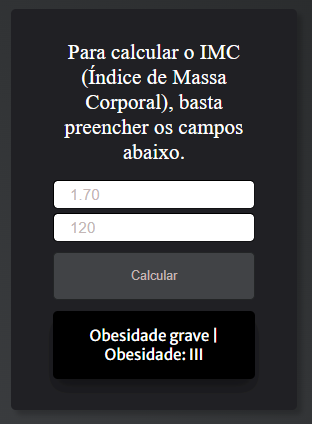 Para calcular o IMC
(Índice de Massa
Corporal), basta
preencher os campos
abaixo.
1.70
120
Calcular
Obesidade grave |
Obesidade: III